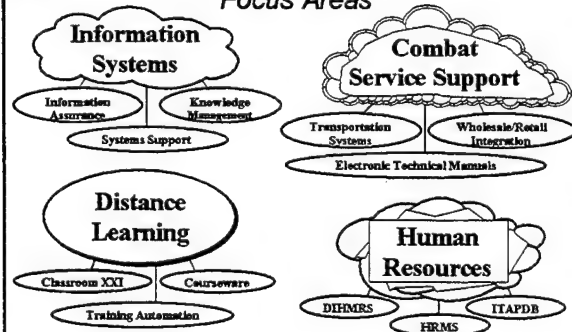 Focus Areas
Information
Systems
Information
Assurance
Knowledge
Management
Systems Support
Combat
Service Support
Transportation
Systems
Wholesale/Retail
Integration
Electronic Technical Manuals
Distance
Learning
Classroom XXI
Courseware
Training Automation
Human
Resources
DIHMRS
ITAPDB
HRMS